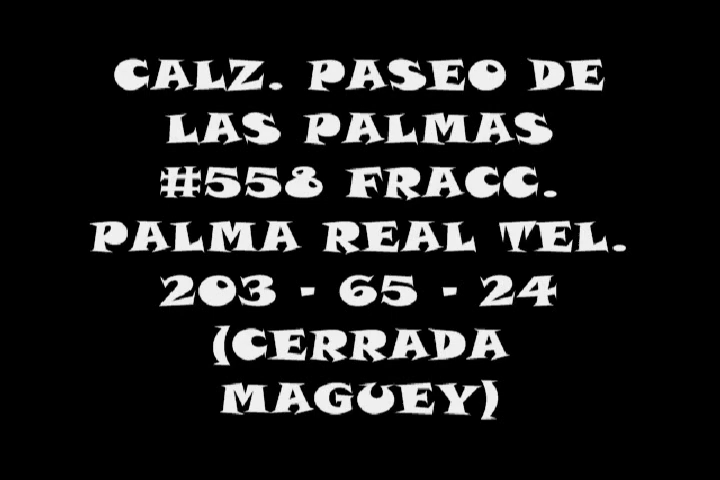 CALZ. PASEO DE
LAS PALMAS
#558 FRACC.
PALMA REAL TEL.
203 - 65 - 24
(CERRADA
MAGUEY)